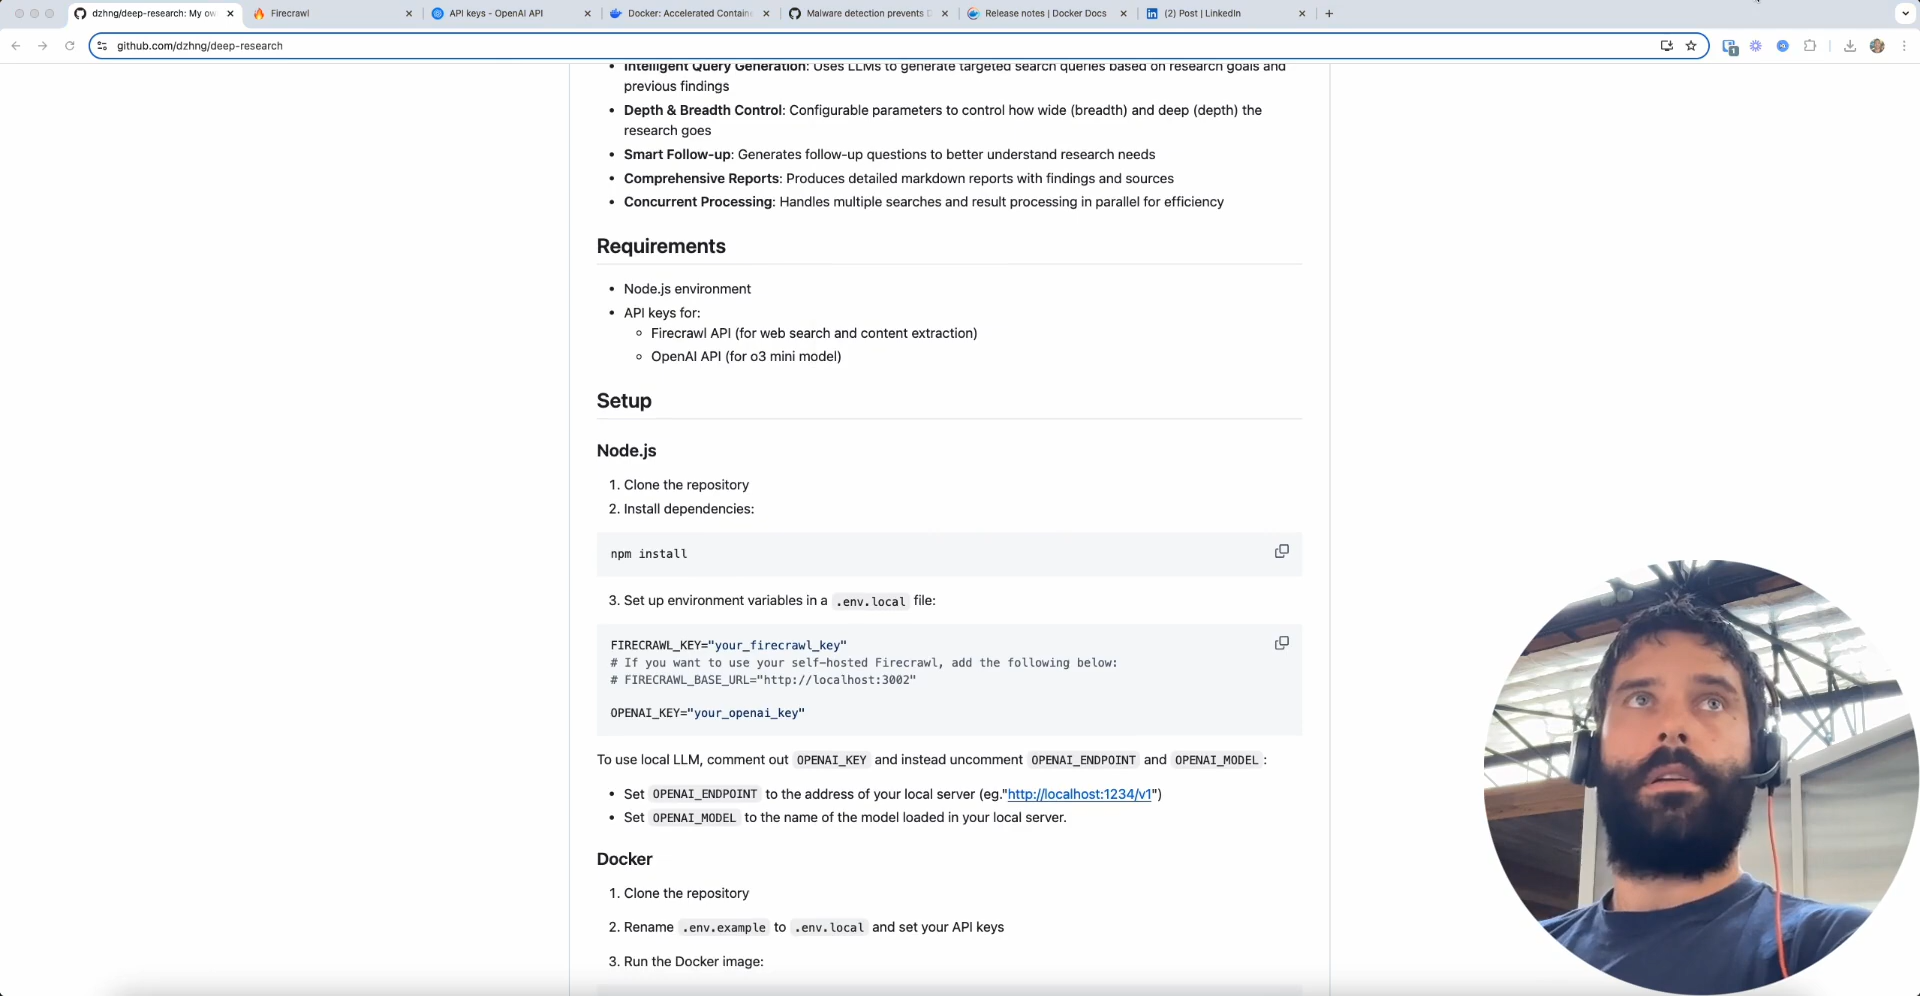 dzhng/deep-research: My ow
Firecrawl
API keys - OpenAI API
Docker: Accelerated Contain
Malware detection prevents D
Release notes | Docker Docs
(2) Post | LinkedIn
github.com/dzhng/deep-research
1
• Intelligent Query Generation: Uses LLMs to generate targeted search queries based on research goals and
previous findings
• Depth & Breadth Control: Configurable parameters to control how wide (breadth) and deep (depth) the
research goes
• Smart Follow-up: Generates follow-up questions to better understand research needs
• Comprehensive Reports: Produces detailed markdown reports with findings and sources
• Concurrent Processing: Handles multiple searches and result processing in parallel for efficiency
Requirements
• Node.js environment
• API keys for:
◦ Firecrawl API (for web search and content extraction)
◦ OpenAI API (for o3 mini model)
Setup
Node.js
1. Clone the repository
2. Install dependencies:
npm install
3. Set up environment variables in a .env.local file:
FIRECRAWL_KEY="your_firecrawl_key"
# If you want to use your self-hosted Firecrawl, add the following below:
# FIRECRAWL_BASE_URL="http://localhost:3002"
OPENAI_KEY="your_openai_key"
To use local LLM, comment out OPENAI_KEY and instead uncomment OPENAI_ENDPOINT and OPENAI_MODEL :
• Set OPENAI_ENDPOINT to the address of your local server (eg."http://localhost:1234/v1")
• Set OPENAI_MODEL to the name of the model loaded in your local server.
Docker
1. Clone the repository
2. Rename .env.example to .env.local and set your API keys
3. Run the Docker image: